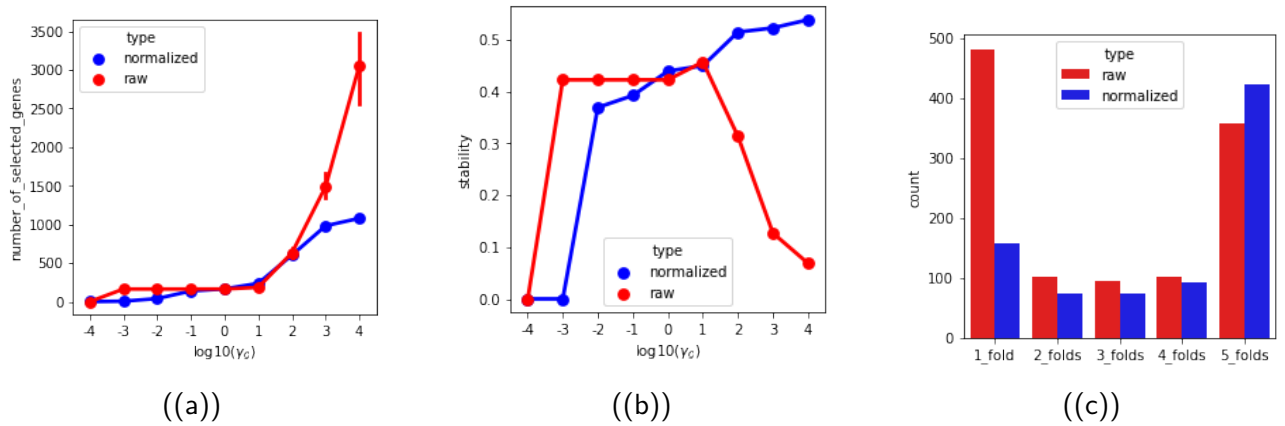 number_of_selected_genes
3500
3000
2500
2000
1500
1000
500
0
type
normalized
raw
-4 -3 -2 -1 0 1 2 3 4
log10(γ_G)
((a))
stability
0.5
0.4
0.3
0.2
0.1
0.0
type
normalized
raw
-4 -3 -2 -1 0 1 2 3 4
log10(γ_G)
((b))
count
500
400
300
200
100
0
type
raw
normalized
1_fold 2_folds 3_folds 4_folds 5_folds
((c))